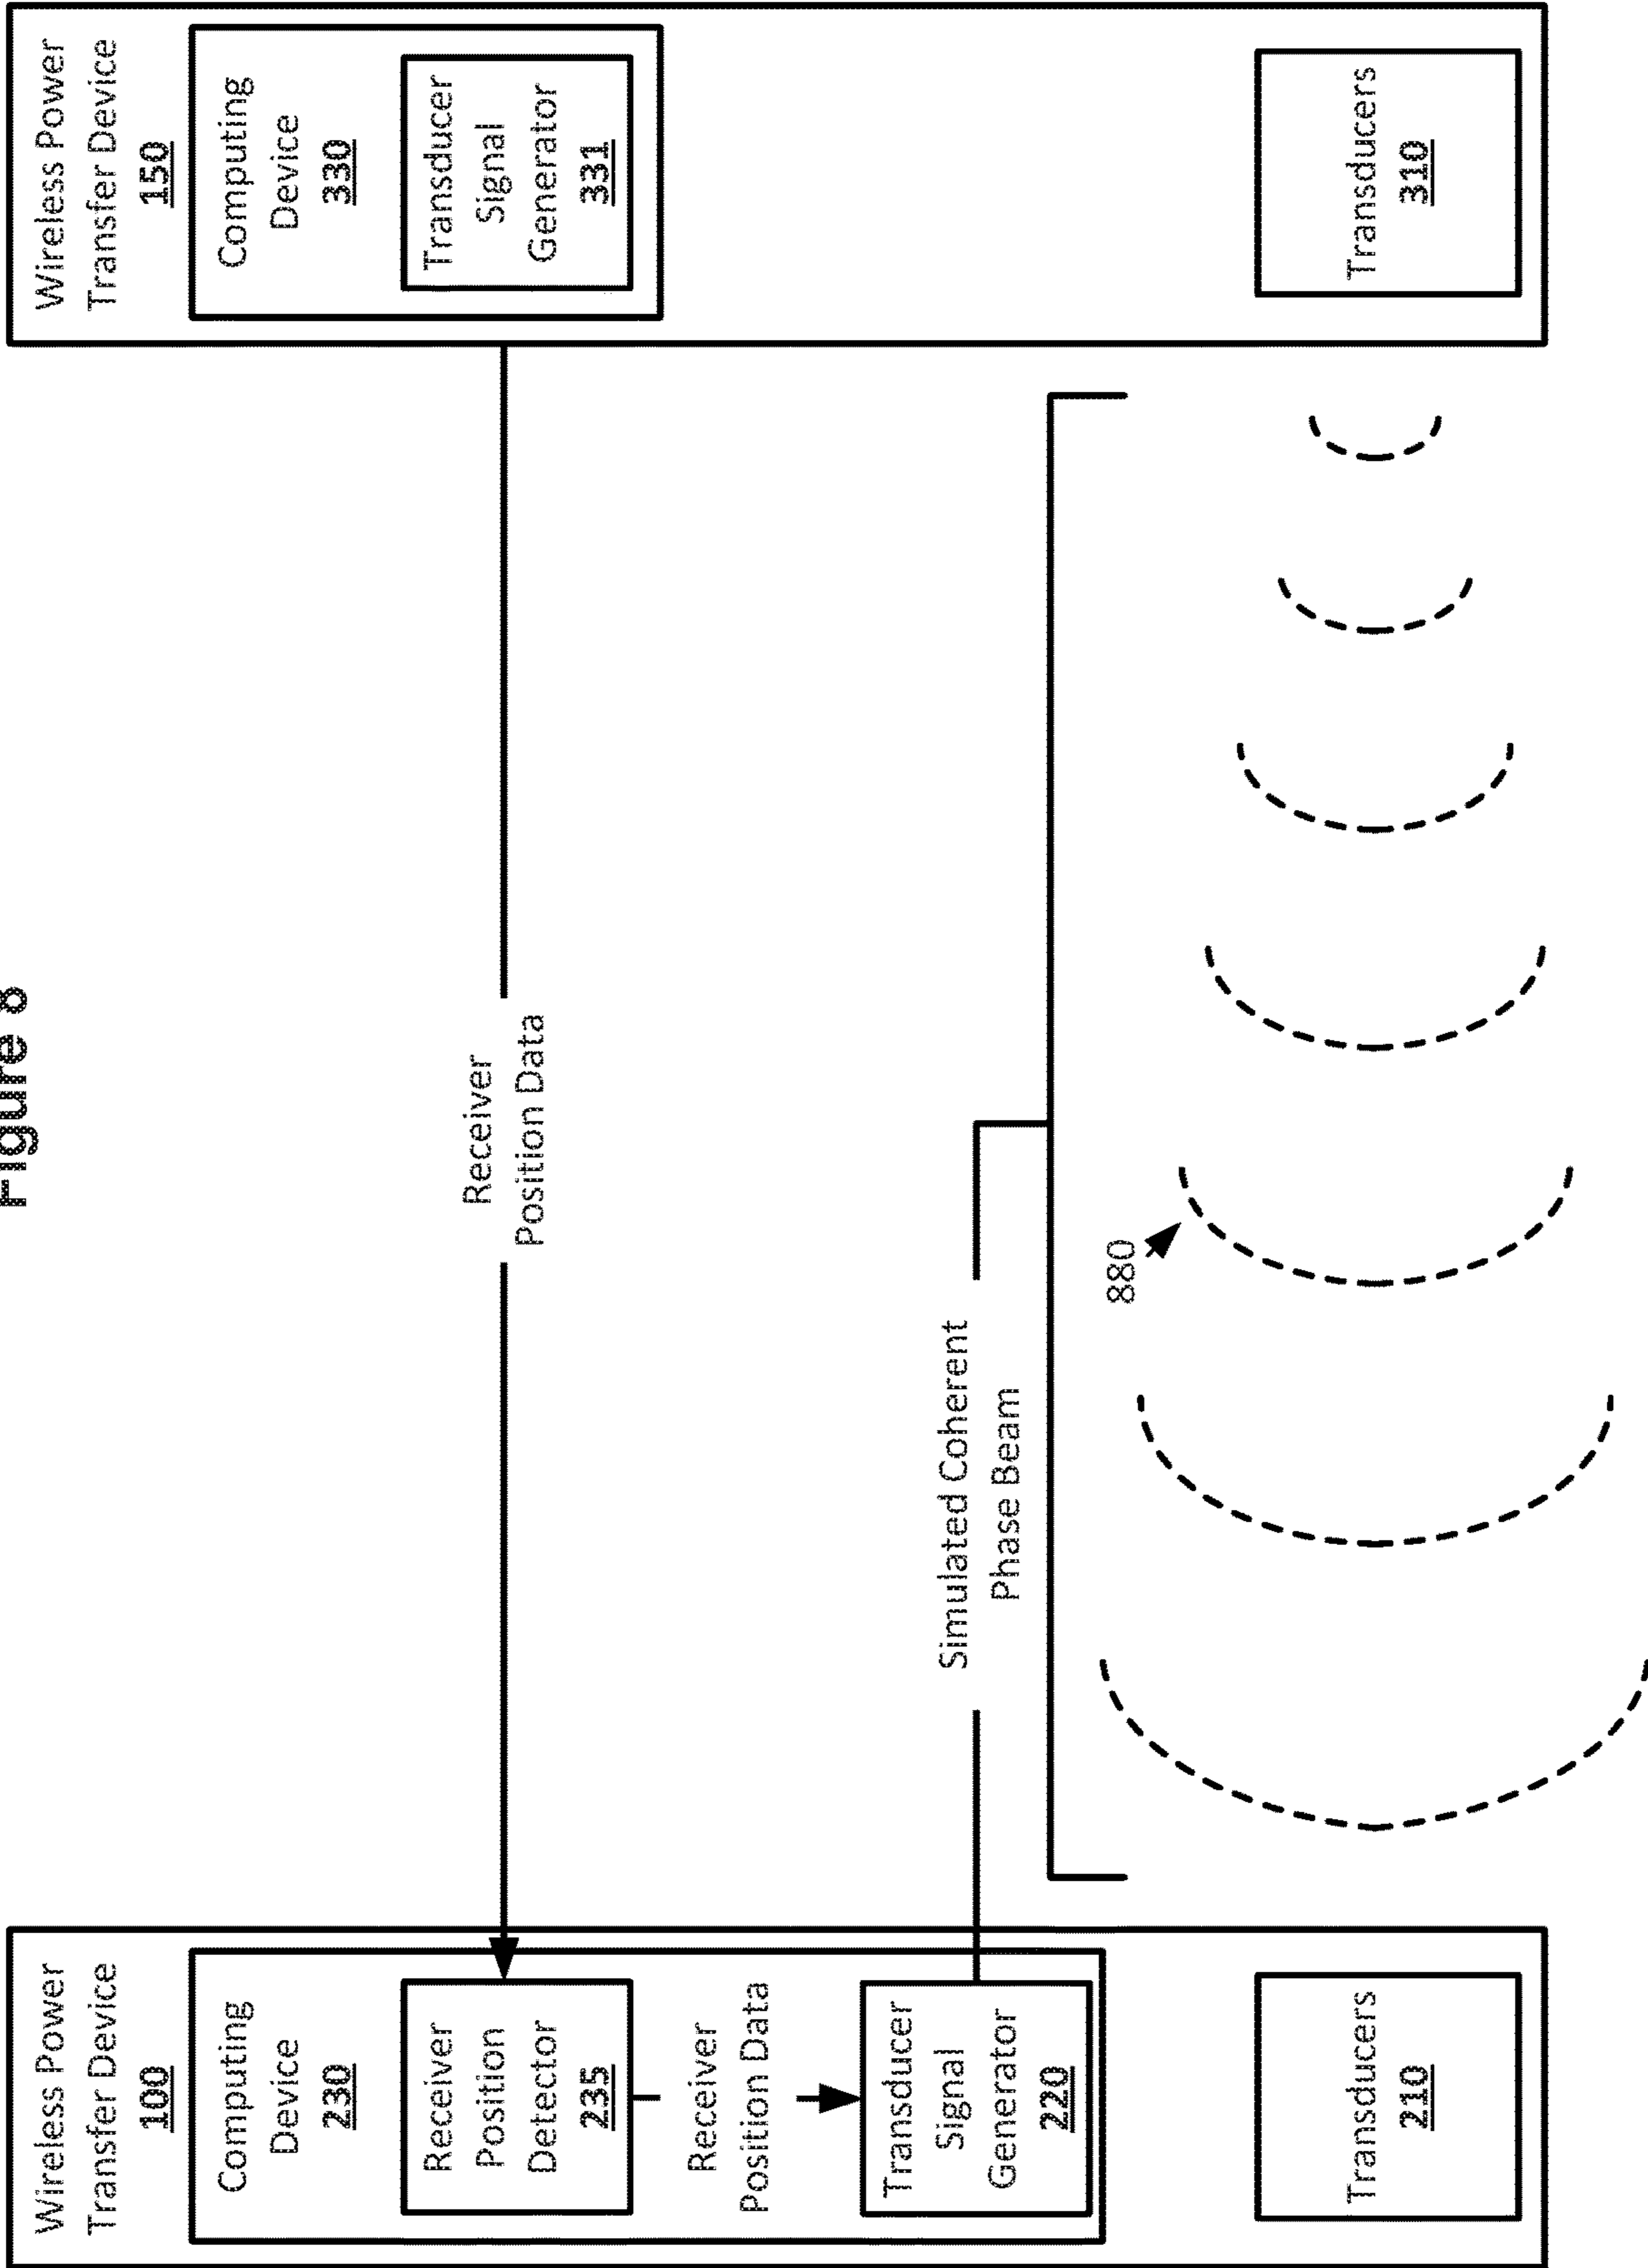 Figure 8
Wireless Power
Transfer Device
100
Computing
Device
230
Receiver
Position
Detector
235
Receiver
Position Data
Transducer
Signal
Generator
220
Transducers
210
Receiver
Position Data
Simulated Coherent
Phase Beam
880
Wireless Power
Transfer Device
150
Computing
Device
330
Transducer
Signal
Generator
331
Transducers
310